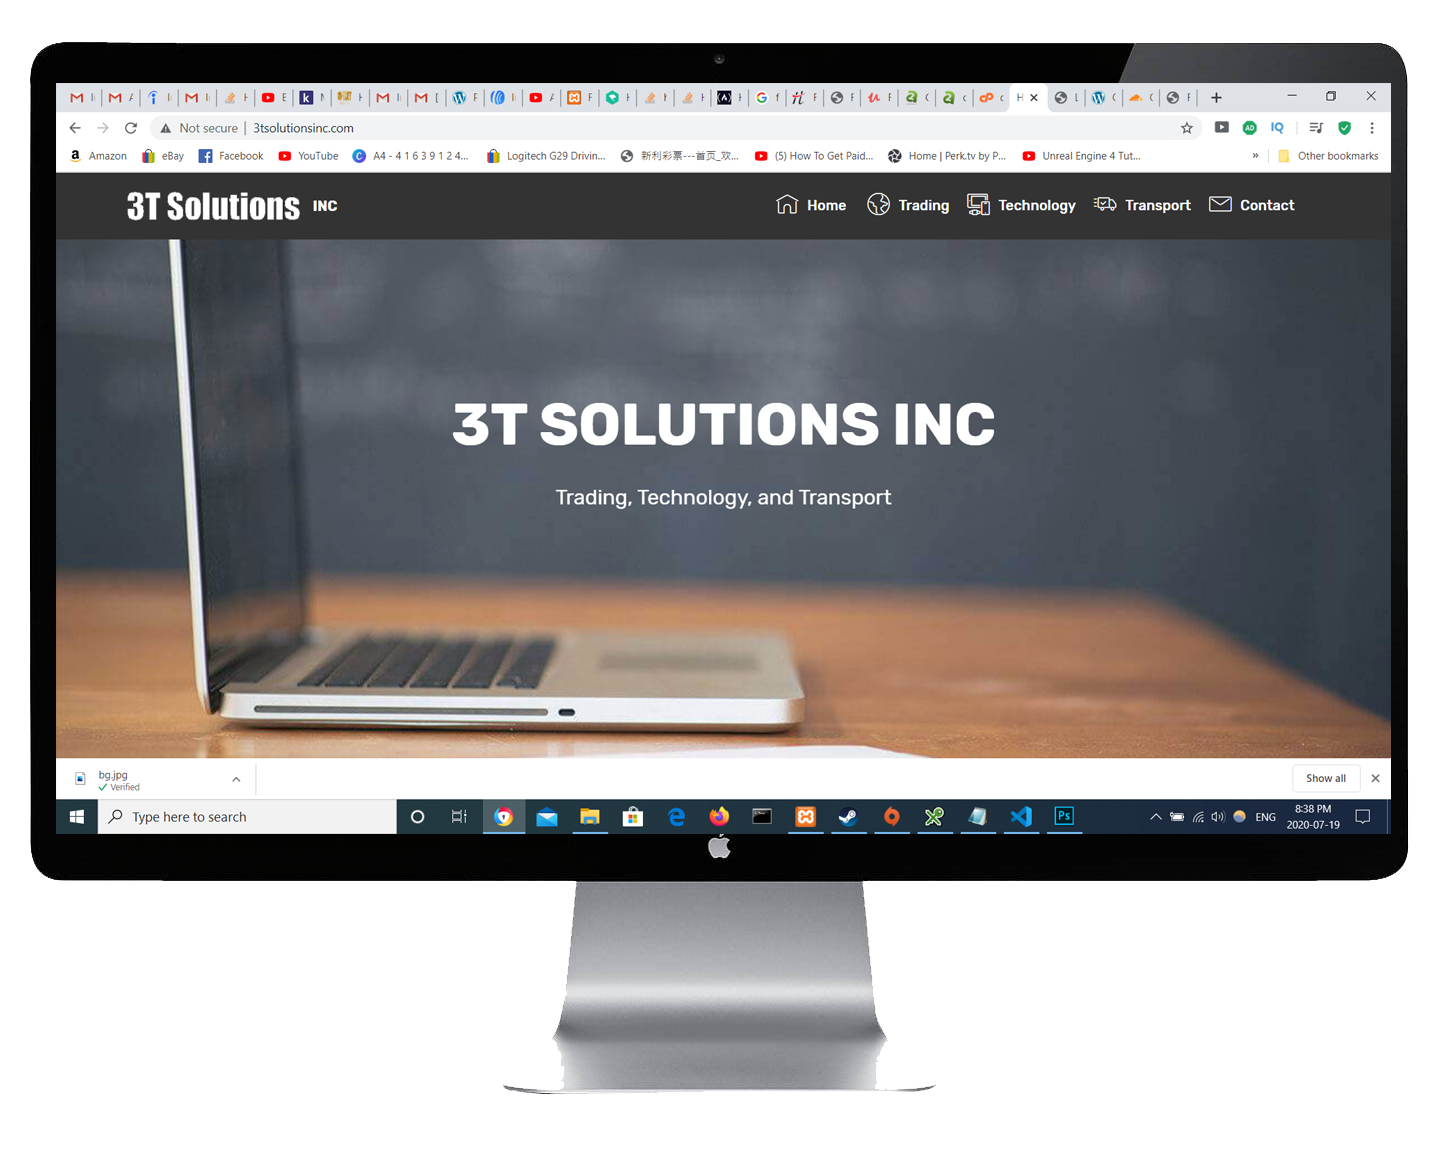 Not secure | 3tsolutionsinc.com
Amazon eBay Facebook YouTube A4 - 4 1 6 3 9 1 2 4... Logitech G29 Drivin... 新利彩票---首页_欢... (5) How To Get Paid... Home | Perk.tv by P... Unreal Engine 4 Tut... » Other bookmarks
3T Solutions INC Home Trading Technology Transport Contact
3T SOLUTIONS INC
Trading, Technology, and Transport
bg.jpg
Verified
Show all
Type here to search
Ps
ENG
8:38 PM
2020-07-19